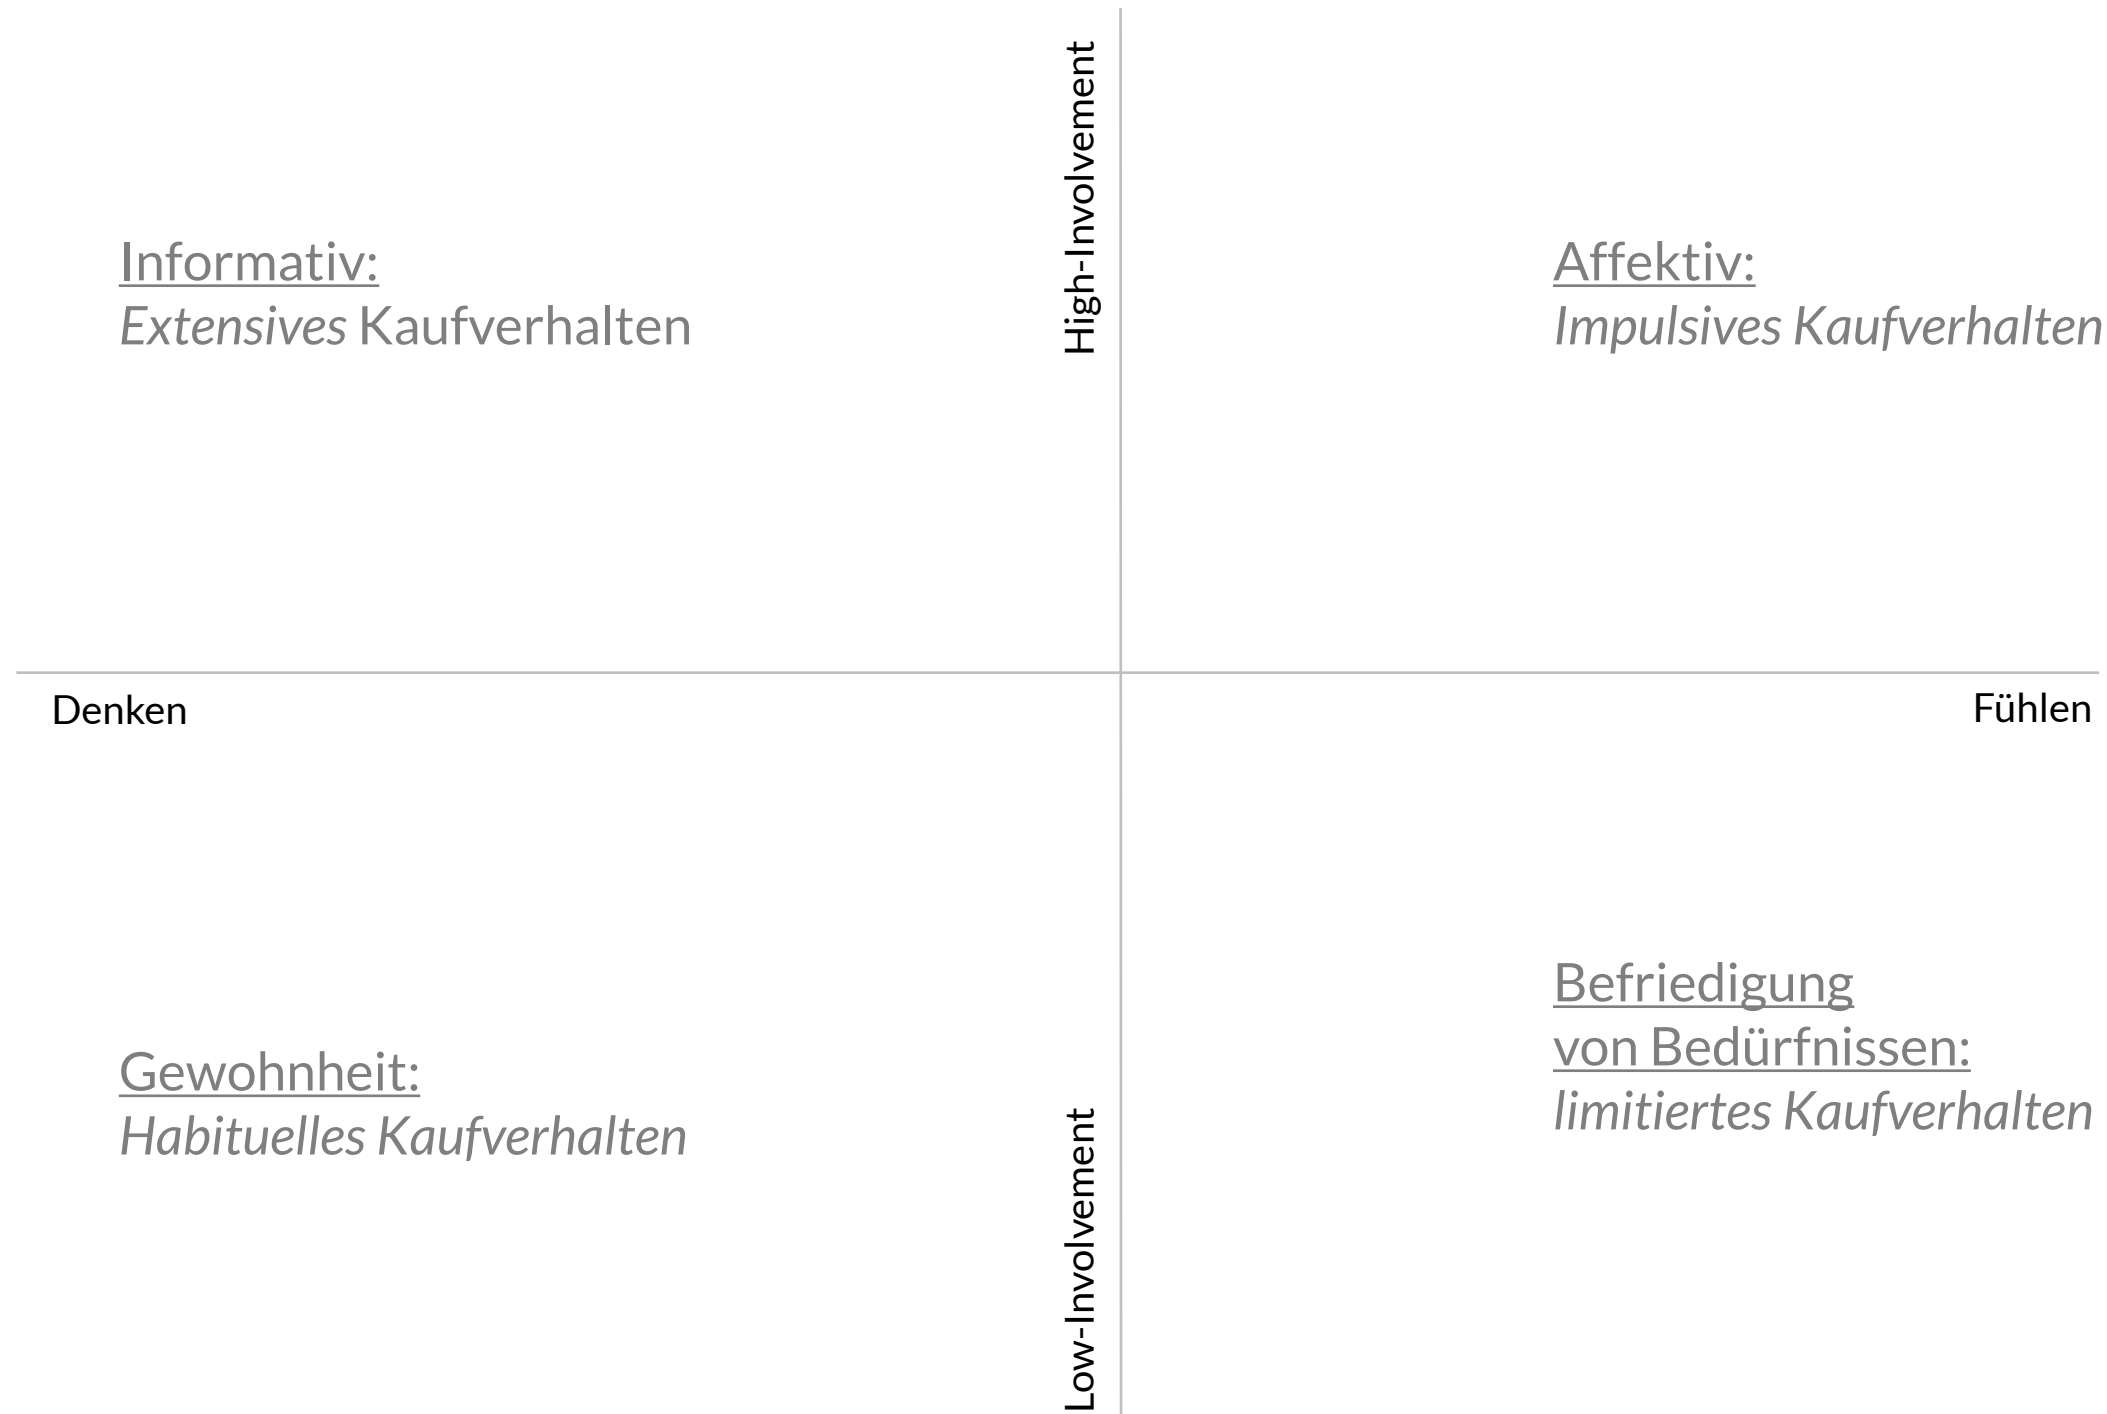 High-Involvement
Informativ:
Extensives Kaufverhalten
Affektiv:
Impulsives Kaufverhalten
Denken
Fühlen
Gewohnheit:
Habituelles Kaufverhalten
Befriedigung
von Bedürfnissen:
limitiertes Kaufverhalten
Low-Involvement